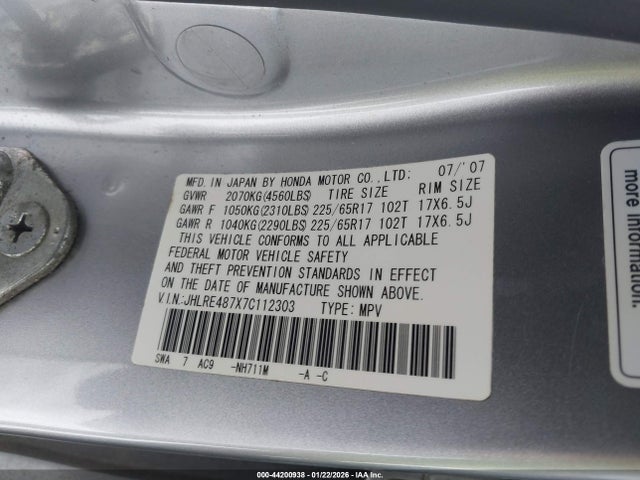 MFD. IN JAPAN BY HONDA MOTOR CO.,LTD: 07/'07
GVWR 2070KG(4560LBS) TIRE SIZE RIM SIZE
GAWR F 1050KG(2310LBS) 225/65R17 102T 17X6.5J
GAWR R 1040KG(2290LBS) 225/65R17 102T 17X6.5J
THIS VEHICLE CONFORMS TO ALL APPLICABLE
FEDERAL MOTOR VEHICLE SAFETY
AND THEFT PREVENTION STANDARDS IN EFFECT
ON THE DATE OF MANUFACTURE SHOWN ABOVE.
V.I.N.:JHLRE487X7C112303 TYPE: MPV
SWA 7 AC9 -NH711M -A -C
more information.
000-44200938 - 01/22/2026 - IAA Inc.